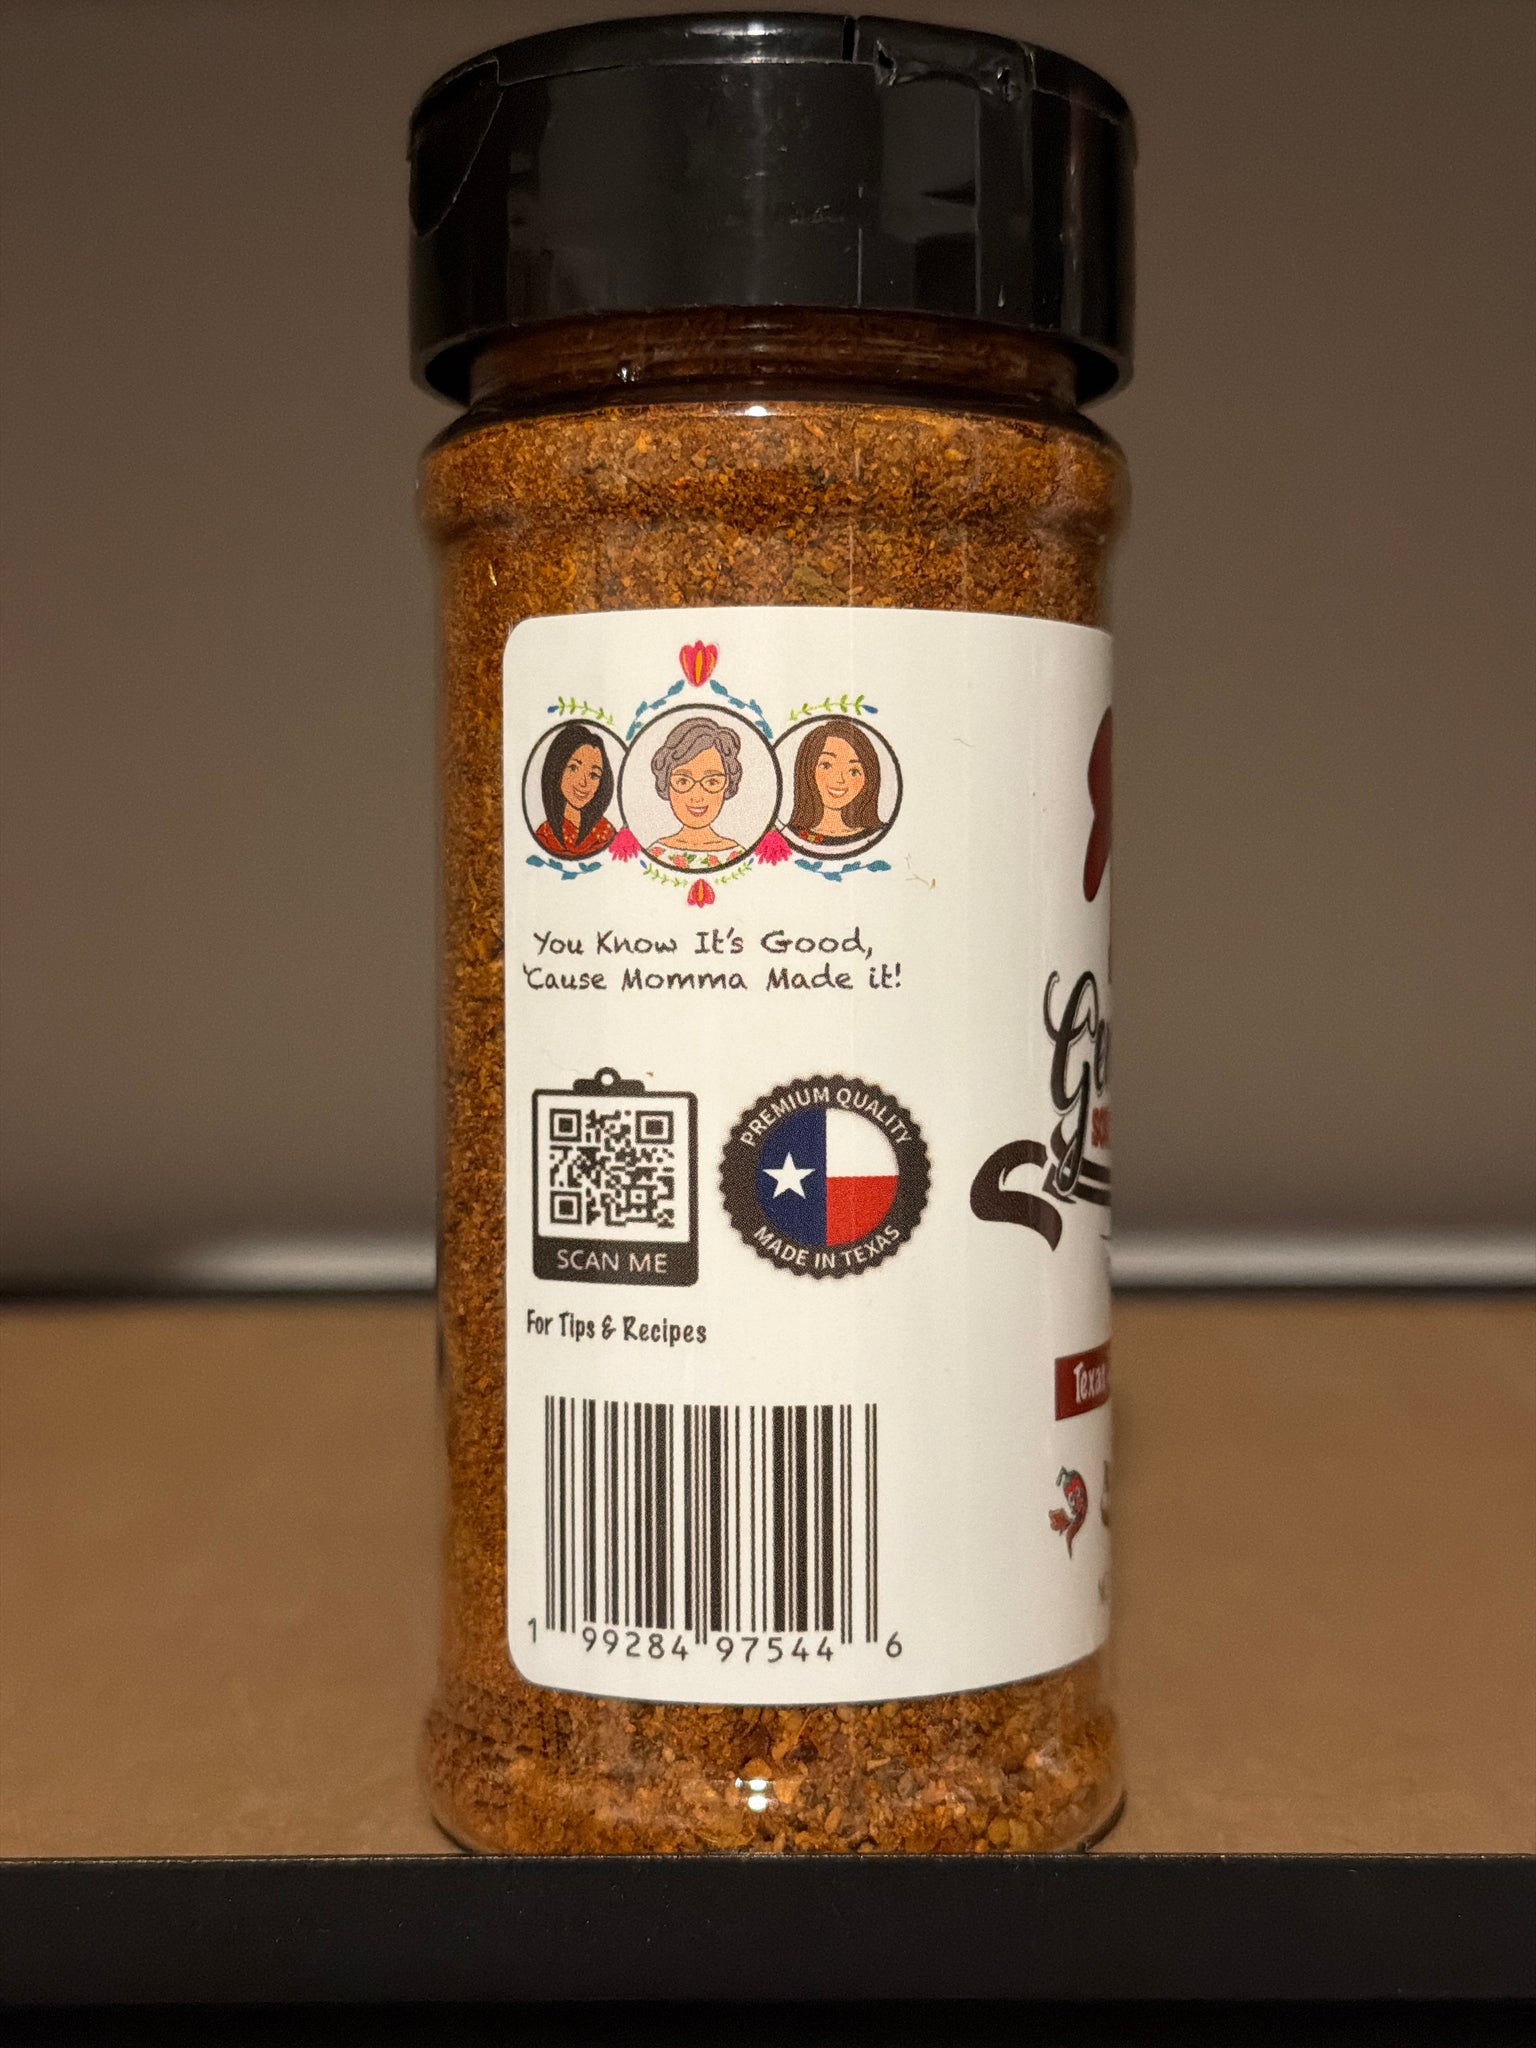 You Know It's Good,
'Cause Momma Made it!
SCAN ME
PREMIUM QUALITY
MADE IN TEXAS
For Tips & Recipes
Texas
1 99284 97544 6